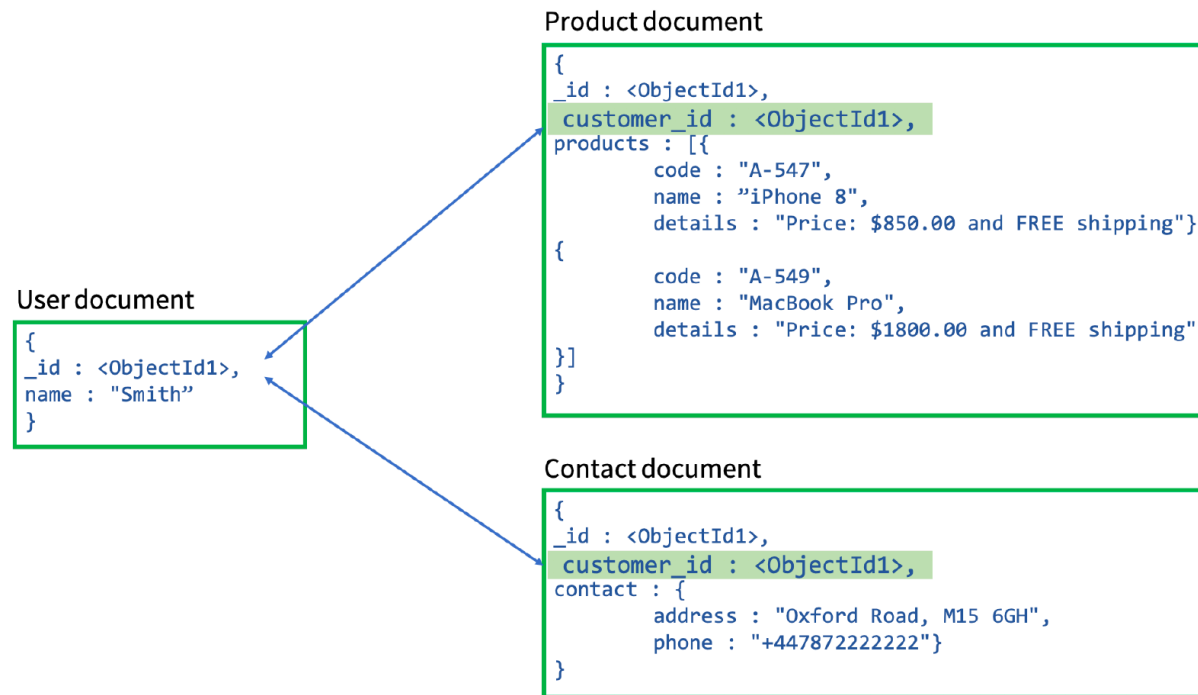 Product document
{
_id : <ObjectId1>,
customer_id : <ObjectId1>,
products : [{
code : "A-547",
name : ”iPhone 8",
details : "Price: $850.00 and FREE shipping"}
{
code : "A-549",
name : "MacBook Pro",
details : "Price: $1800.00 and FREE shipping"
}]
}
User document
{
_id : <ObjectId1>,
name : "Smith”
}
Contact document
{
_id : <ObjectId1>,
customer_id : <ObjectId1>,
contact : {
address : "Oxford Road, M15 6GH",
phone : "+447872222222"}
}